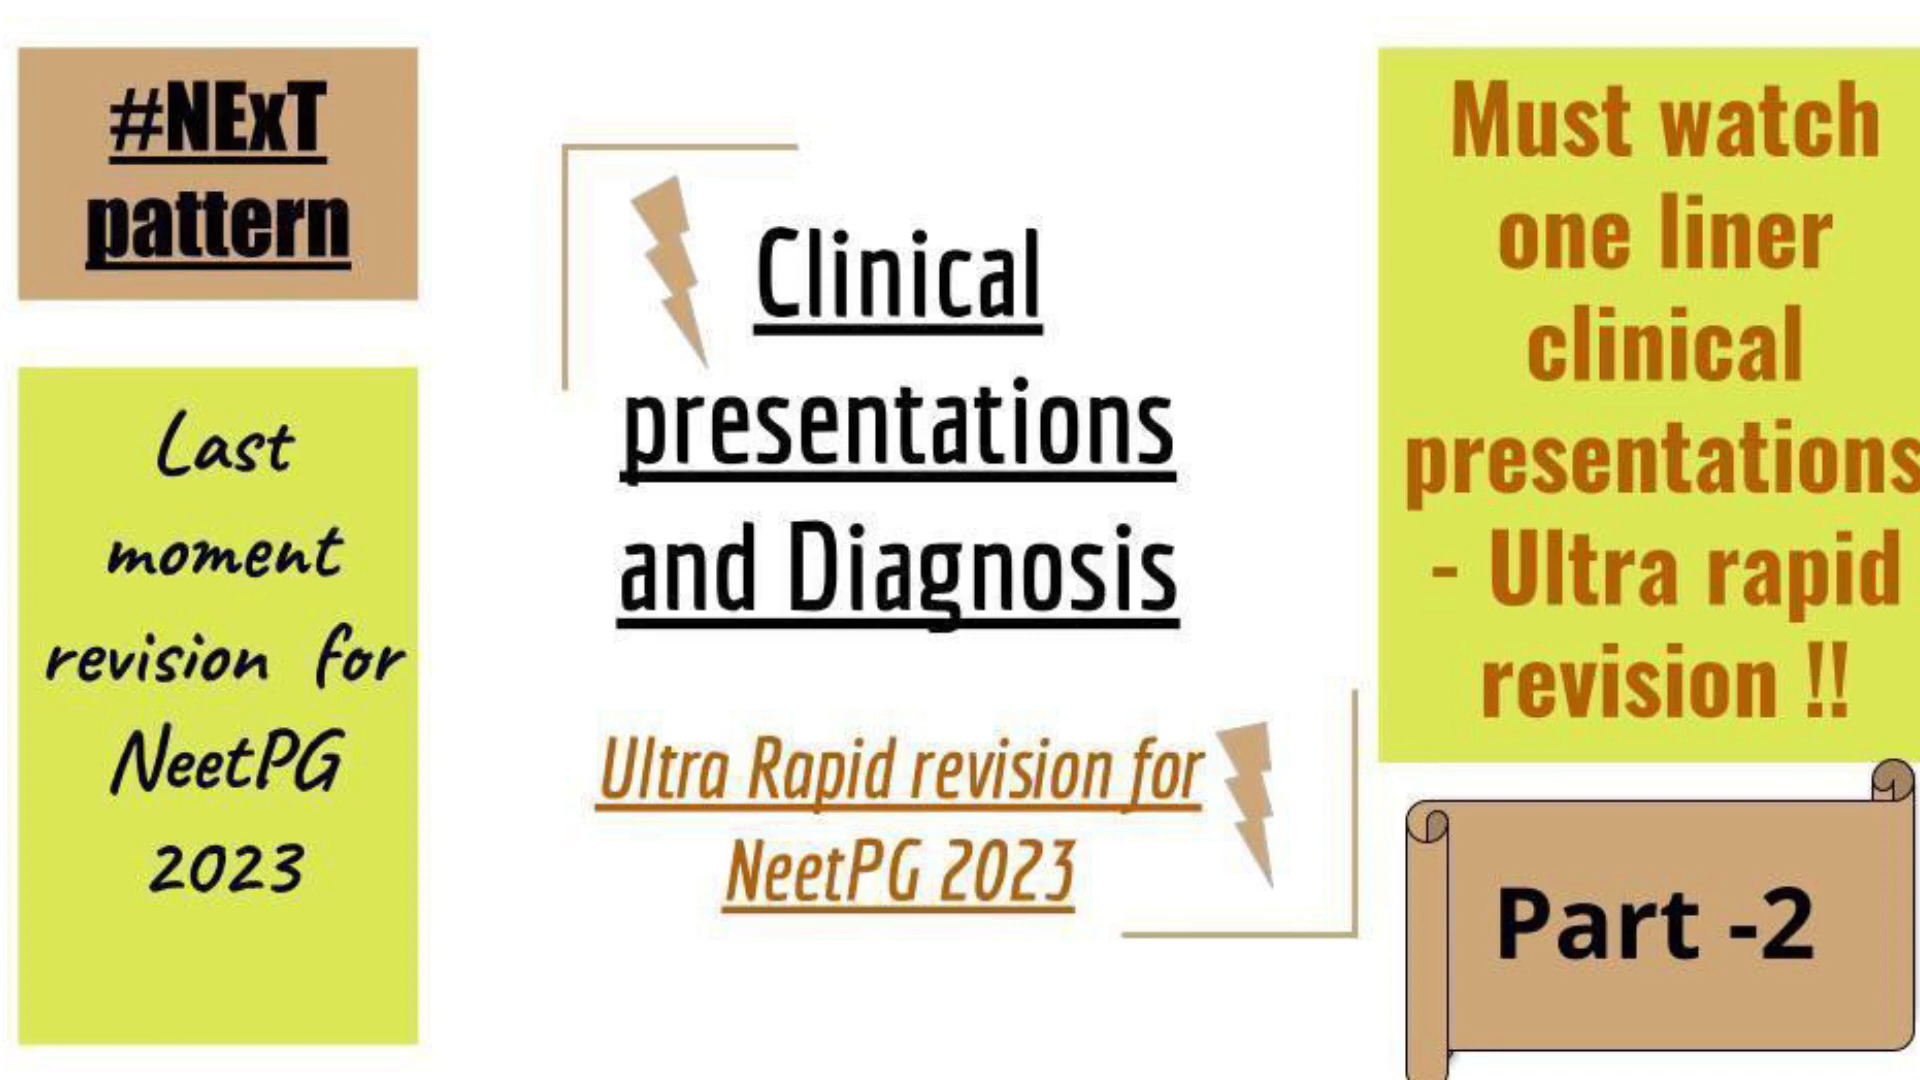 #NExT
pattern
Last
moment
revision for
NeetPG
2023
Clinical
presentations
and Diagnosis
Ultra Rapid revision for
NeetPG 2023
Must watch
one liner
clinical
presentations
- Ultra rapid
revision !!
Part -2